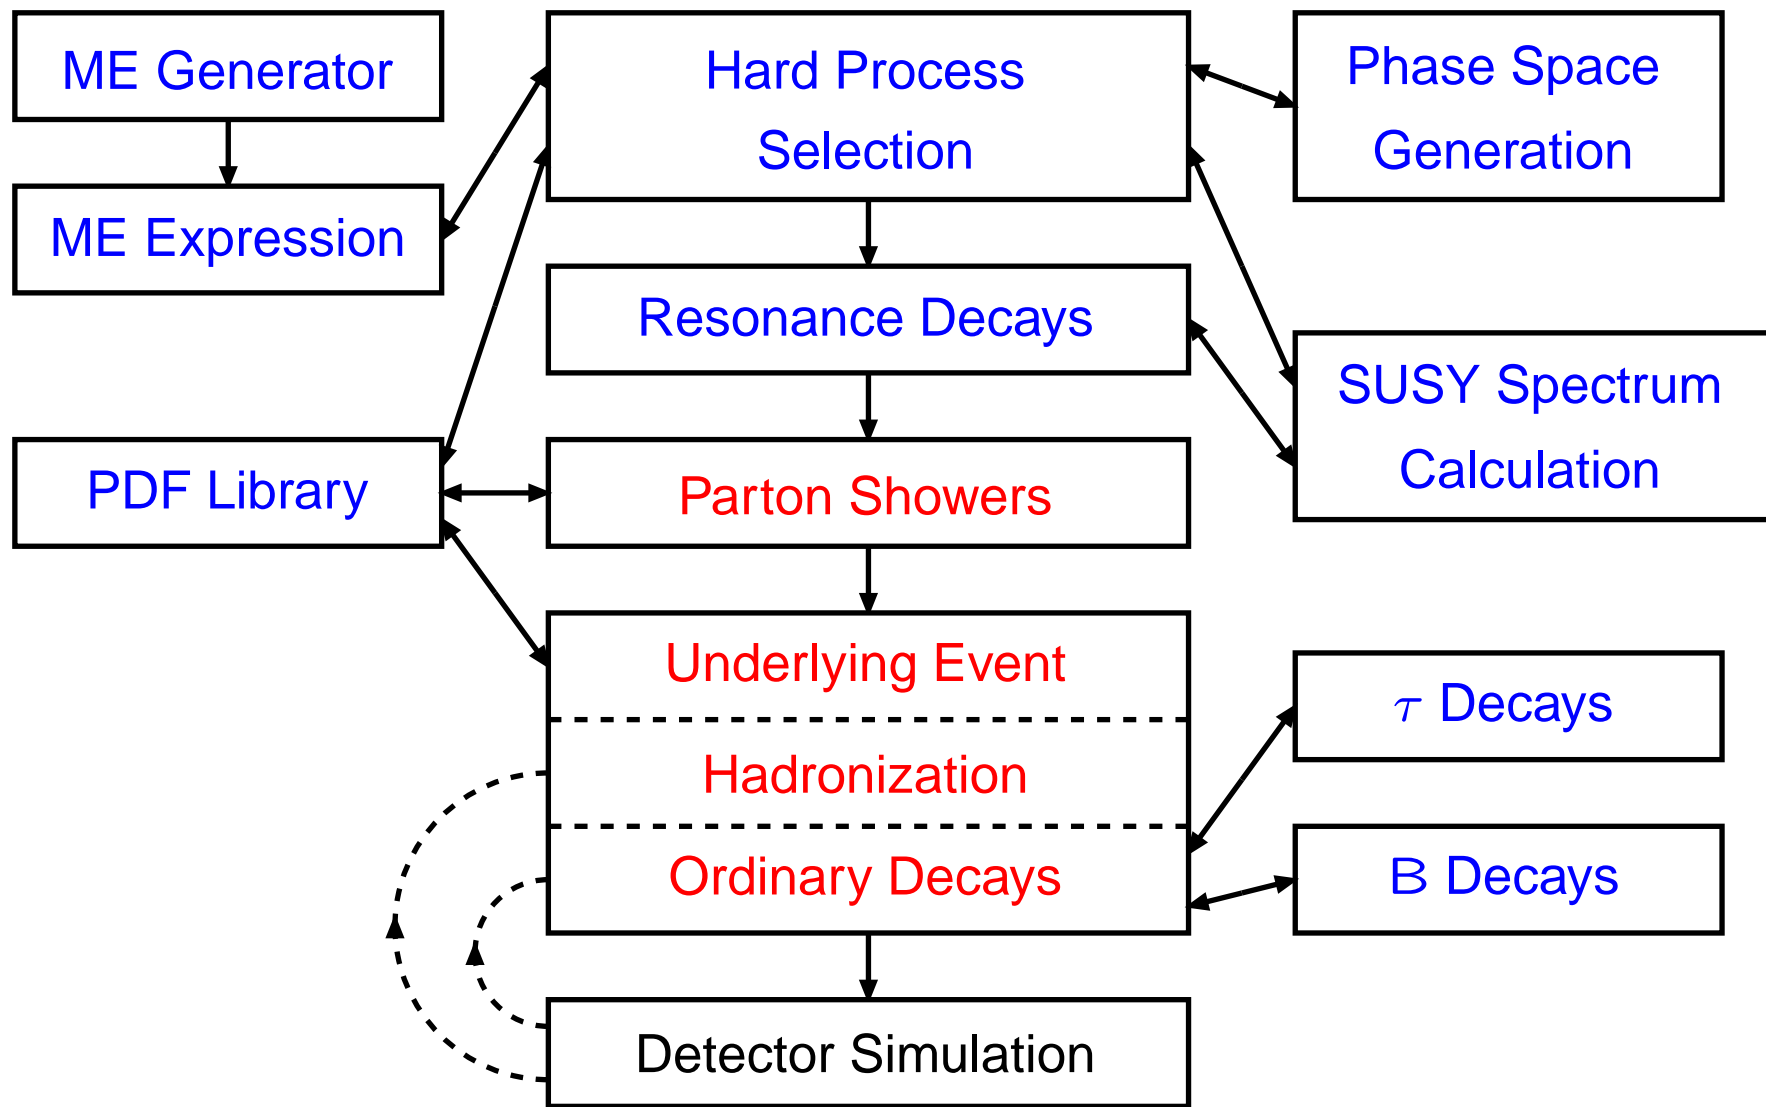 ME Generator
Hard Process
Selection
Phase Space
Generation
ME Expression
Resonance Decays
SUSY Spectrum
Calculation
PDF Library
Parton Showers
Underlying Event
τ Decays
Hadronization
Ordinary Decays
B Decays
Detector Simulation